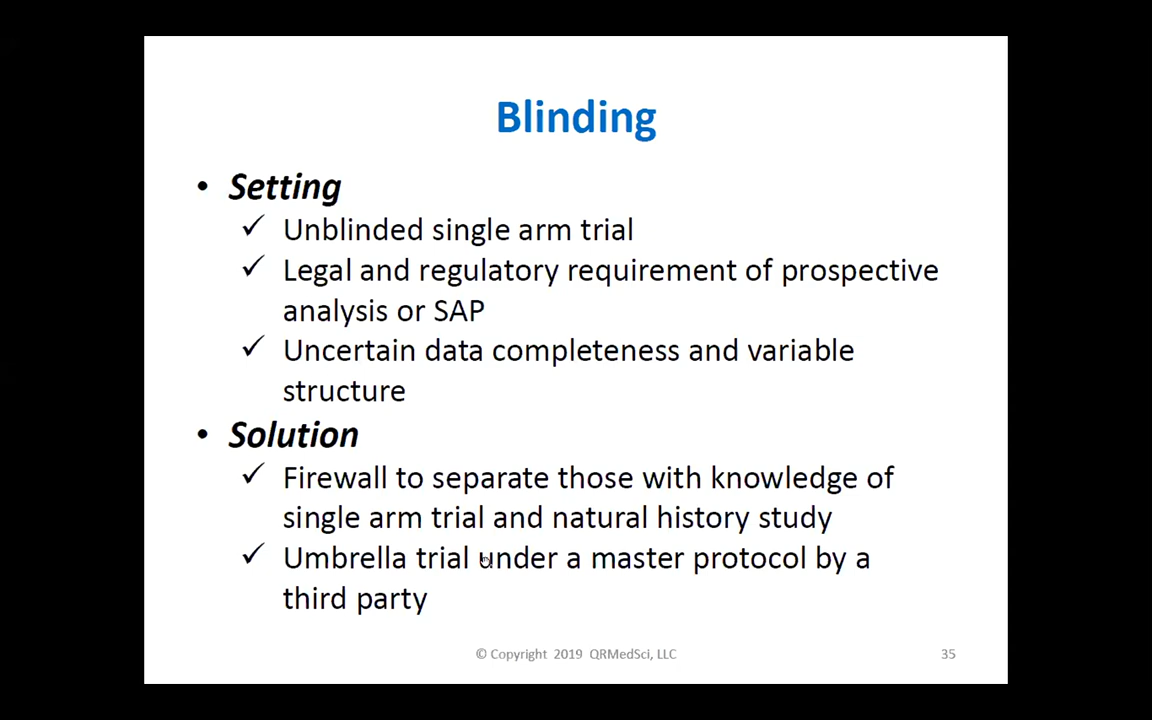 Blinding
• Setting
✓ Unblinded single arm trial
✓ Legal and regulatory requirement of prospective
analysis or SAP
✓ Uncertain data completeness and variable
structure
• Solution
✓ Firewall to separate those with knowledge of
single arm trial and natural history study
✓ Umbrella trial under a master protocol by a
third party
© Copyright 2019 QRMedSci, LLC
35